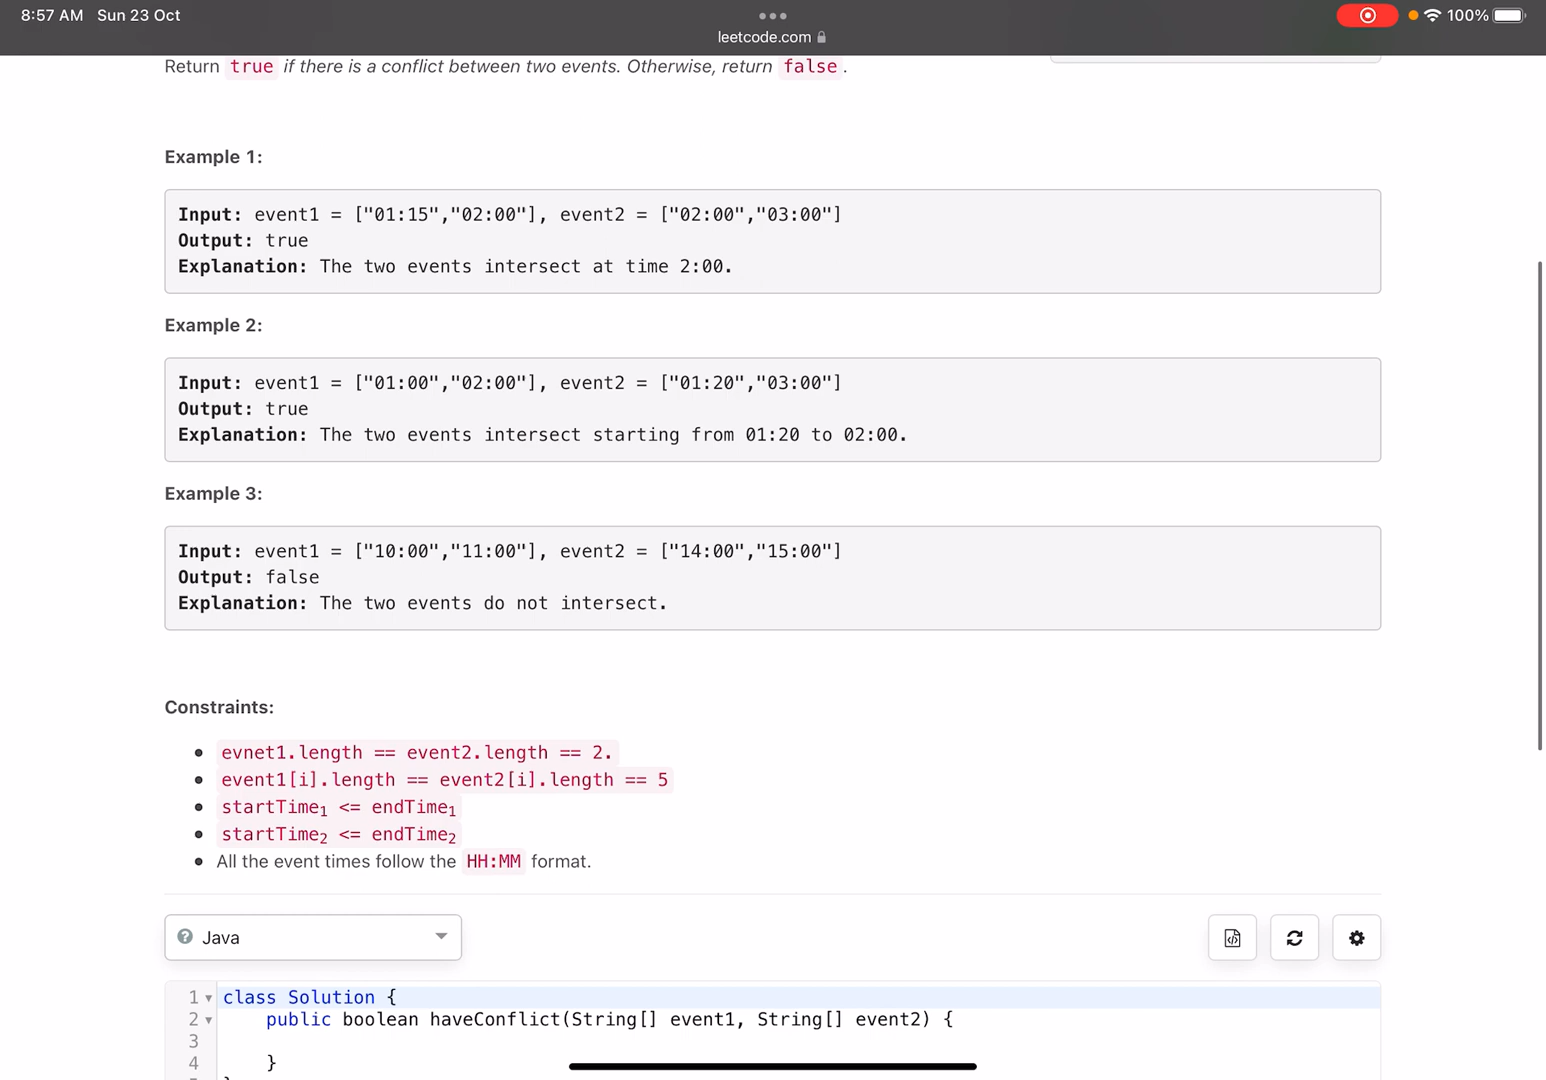 8:57 AM Sun 23 Oct
100%
leetcode.com
Return true if there is a conflict between two events. Otherwise, return false .
Example 1:
Input: event1 = ["01:15","02:00"], event2 = ["02:00","03:00"]
Output: true
Explanation: The two events intersect at time 2:00.
Example 2:
Input: event1 = ["01:00","02:00"], event2 = ["01:20","03:00"]
Output: true
Explanation: The two events intersect starting from 01:20 to 02:00.
Example 3:
Input: event1 = ["10:00","11:00"], event2 = ["14:00","15:00"]
Output: false
Explanation: The two events do not intersect.
Constraints:
evnet1.length == event2.length == 2.
event1[i].length == event2[i].length == 5
startTime1 <= endTime1
startTime2 <= endTime2
All the event times follow the HH:MM format.
Java
1 class Solution {
2 public boolean haveConflict(String[] event1, String[] event2) {
3
4 }